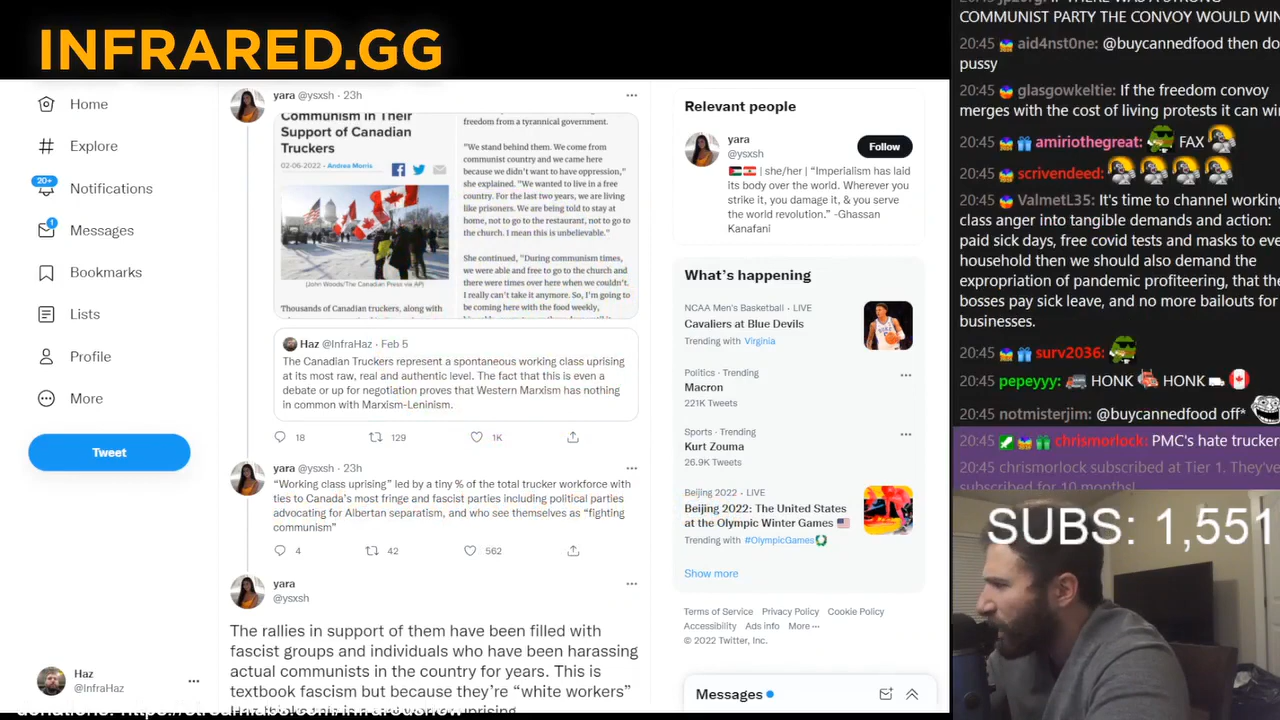 INFRARED.GG
Home
Explore
20+
Notifications
1
Messages
Bookmarks
Lists
Profile
More
Tweet
Haz
@InfraHaz
yara @ysxsh · 23h
Communism in Their
Support of Canadian
Truckers
02-06-2022 - Andrea Morris
(John Woods/The Canadian Press via AP)
Thousands of Canadian truckers, along with
freedom from a tyrannical government.
"We stand behind them. We come from
communist country and we came here
because we didn't want to have oppression,"
she explained. "We wanted to live in a free
country. For the last two years, we are living
like prisoners. We are being told to stay at
home, not to go to the restaurant, not to go to
the church. I mean this is unbelievable."
She continued, "During communism times,
we were able and free to go to the church and
there were times over here when we couldn't.
I really can't take it anymore. So, I'm going to
be coming here with the food weekly,
Haz @InfraHaz · Feb 5
The Canadian Truckers represent a spontaneous working class uprising
at its most raw, real and authentic level. The fact that this is even a
debate or up for negotiation proves that Western Marxism has nothing
in common with Marxism-Leninism.
18
129
1K
yara @ysxsh · 23h
"Working class uprising" led by a tiny % of the total trucker workforce with
ties to Canada's most fringe and fascist parties including political parties
advocating for Albertan separatism, and who see themselves as "fighting
communism"
4
42
562
yara
@ysxsh
The rallies in support of them have been filled with
fascist groups and individuals who have been harassing
actual communists in the country for years. This is
textbook fascism but because they're "white workers"
Relevant people
yara
@ysxsh
Follow
| she/her | "Imperialism has laid
its body over the world. Wherever you
strike it, you damage it, & you serve
the world revolution." -Ghassan
Kanafani
What's happening
NCAA Men's Basketball · LIVE
Cavaliers at Blue Devils
Trending with Virginia
Politics · Trending
Macron
221K Tweets
Sports · Trending
Kurt Zouma
26.9K Tweets
Beijing 2022 · LIVE
Beijing 2022: The United States
at the Olympic Winter Games
Trending with #OlympicGames
Show more
Terms of Service Privacy Policy Cookie Policy
Accessibility Ads info More ···
© 2022 Twitter, Inc.
Messages
COMMUNIST PARTY THE CONVOY WOULD WIN
20:45 aid4nst0ne: @buycannedfood then do
pussy
20:45 glasgowkeltie: If the freedom convoy
merges with the cost of living protests it can win
20:45 amiriothegreat: FAX
20:45 scrivendeed:
20:45 ValmetL35: It's time to channel working
class anger into tangible demands and action:
paid sick days, free covid tests and masks to eve
household then we should also demand the
expropriation of pandemic profiteering, that the
bosses pay sick leave, and no more bailouts for
businesses.
20:45 surv2036:
20:45 pepeyyy: HONK HONK
20:45 notmisterjim: @buycannedfood off*
20:45 chrismorlock: PMC's hate trucker
20:45 chrismorlock subscribed at Tier 1. They've
subscribed for 10 months!
SUBS: 1,551